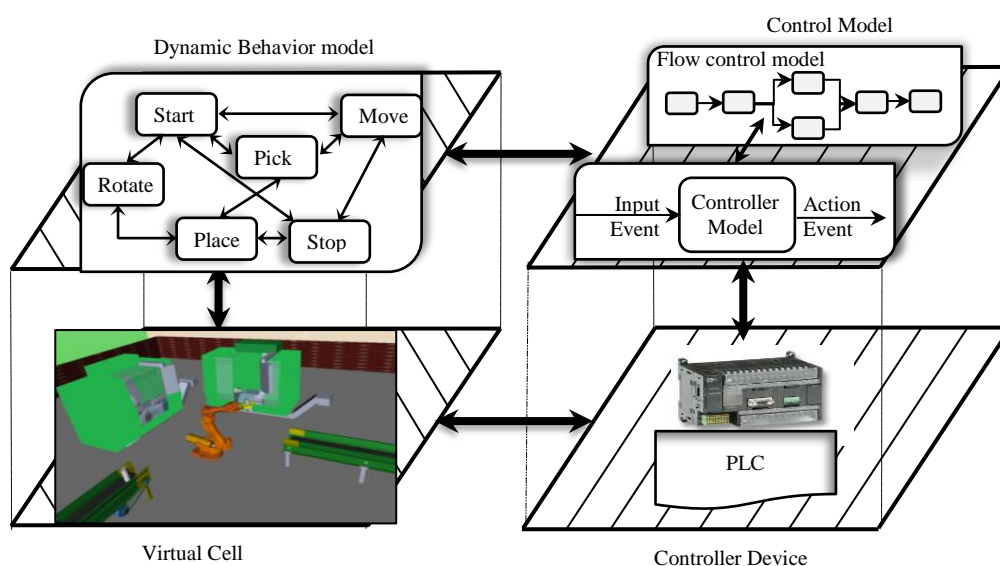 Control Model
Dynamic Behavior model
Flow control model
Start
Move
Pick
Rotate
Place
Stop
Input
Event
Controller
Model
Action
Event
PLC
Virtual Cell
Controller Device